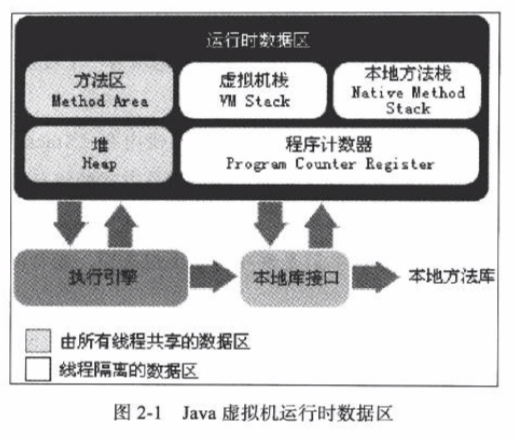 运行时数据区
方法区
Method Area
虚拟机栈
VM Stack
本地方法栈
Native Method
Stack
堆
Heap
程序计数器
Program Counter Register
执行引擎
本地库接口
本地方法库
由所有线程共享的数据区
线程隔离的数据区
图 2-1 Java 虚拟机运行时数据区